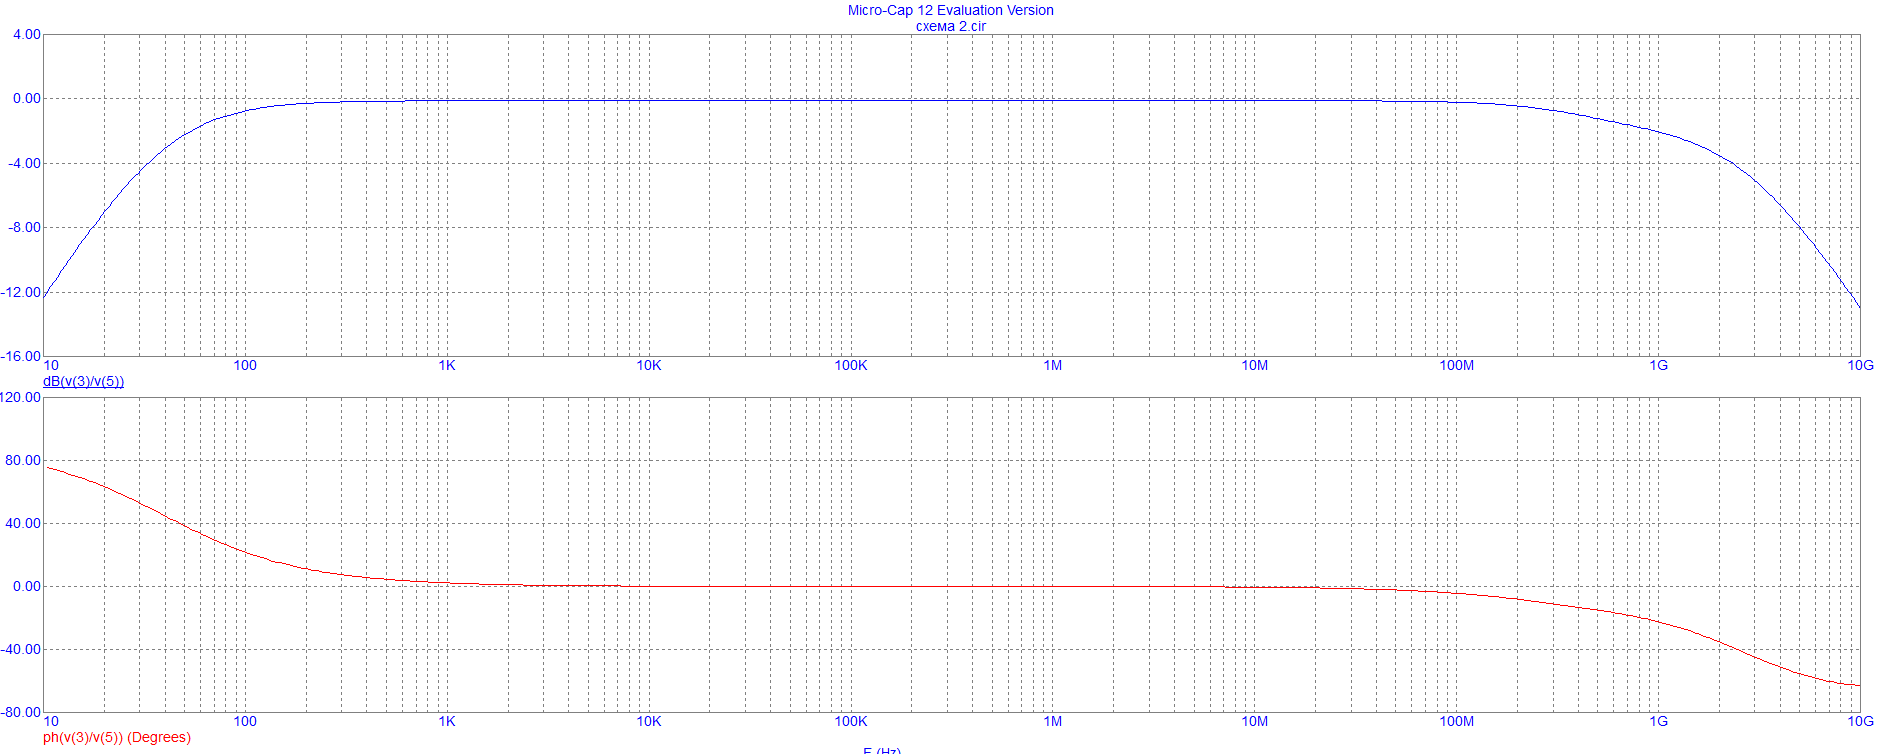 Micro-Cap 12 Evaluation Version
схема 2.cir
4.00
0.00
-4.00
-8.00
-12.00
-16.00
10 100 1K 10K 100K 1M 10M 100M 1G 10G
dB(v(3)/v(5))
120.00
80.00
40.00
0.00
-40.00
-80.00
10 100 1K 10K 100K 1M 10M 100M 1G 10G
ph(v(3)/v(5)) (Degrees)
F (Hz)